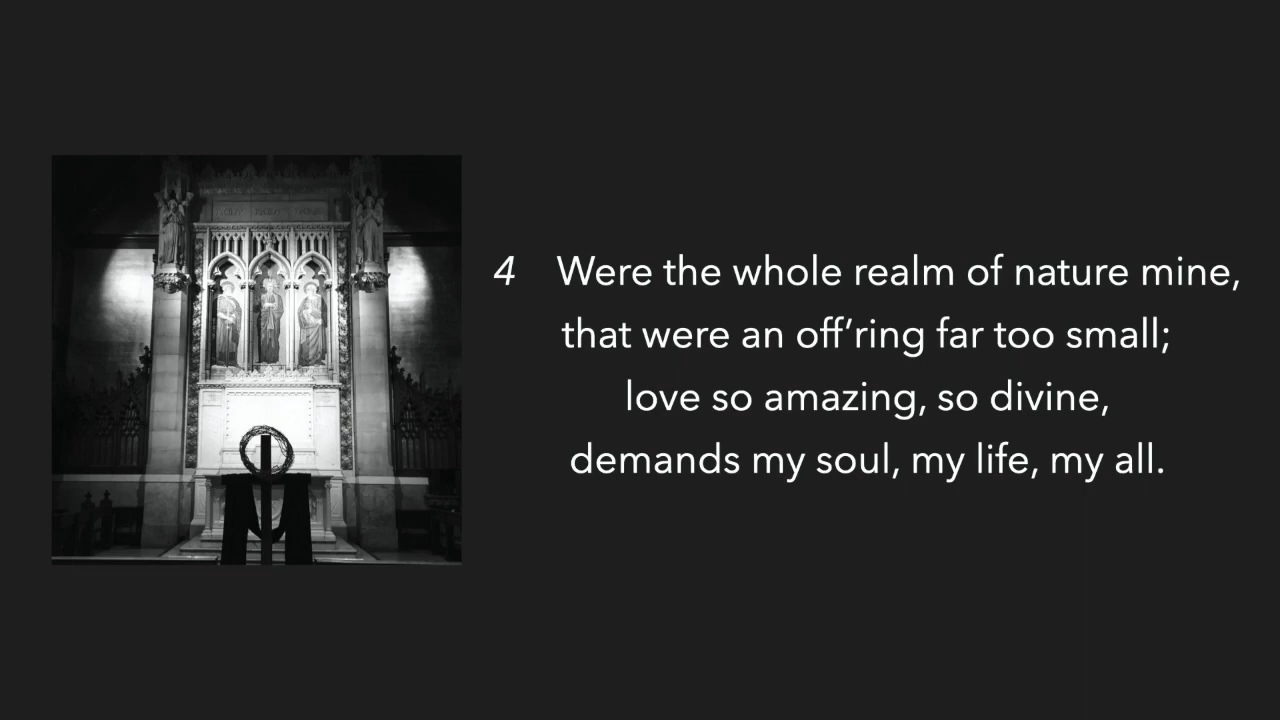 4 Were the whole realm of nature mine,
that were an off’ring far too small;
love so amazing, so divine,
demands my soul, my life, my all.